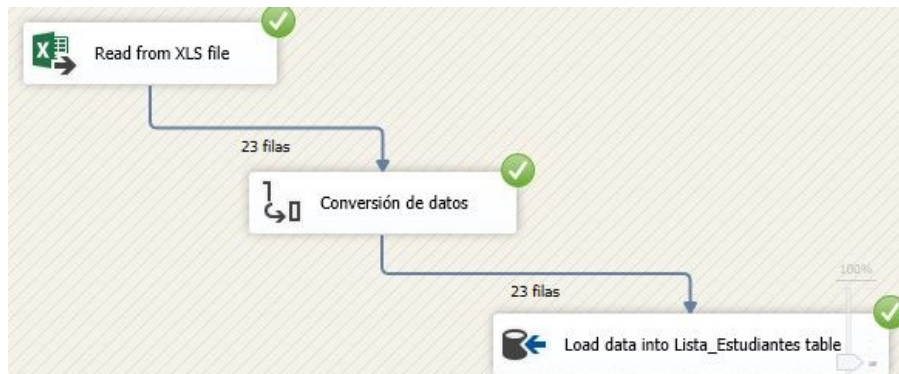 Read from XLS file
23 filas
Conversión de datos
23 filas
100%
Load data into Lista_Estudiantes table